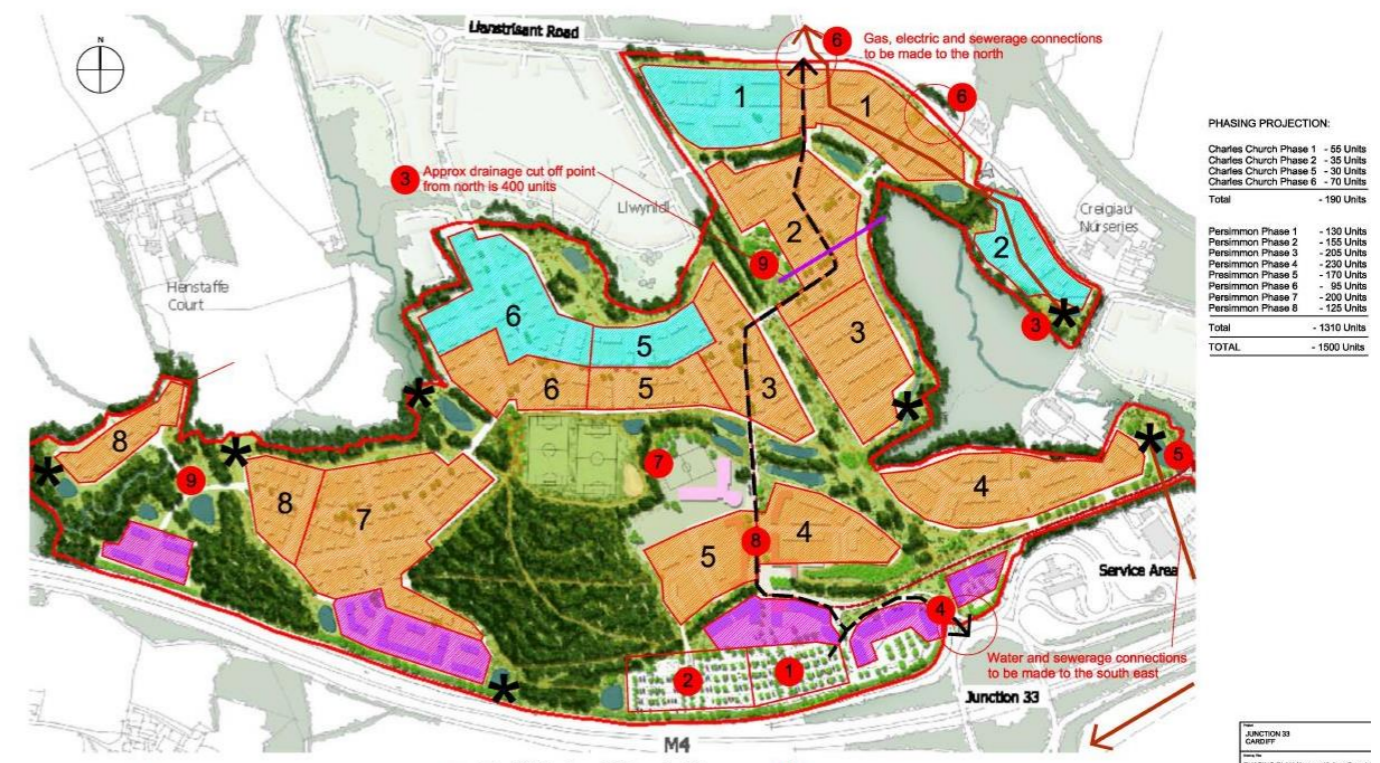 N
Llanstrisant Road
6
Gas, electric and sewerage connections
to be made to the north
1
1
6
3
Approx drainage cut off point
from north is 400 units
Llwynioli
2
9
Creigiau
Nurseries
2
3
Henstaffe
Court
6
5
3
3
6
5
8
9
8
7
7
4
5
5
8
4
Service Area
4
Water and sewerage connections
to be made to the south east
2
1
Junction 33
M4
PHASING PROJECTION:
Charles Church Phase 1 - 55 Units
Charles Church Phase 2 - 35 Units
Charles Church Phase 5 - 30 Units
Charles Church Phase 6 - 70 Units
Total - 190 Units
Persimmon Phase 1 - 130 Units
Persimmon Phase 2 - 155 Units
Persimmon Phase 3 - 205 Units
Persimmon Phase 4 - 230 Units
Presimmon Phase 5 - 170 Units
Persimmon Phase 6 - 95 Units
Persimmon Phase 7 - 200 Units
Persimmon Phase 8 - 125 Units
Total - 1310 Units
TOTAL - 1500 Units
JUNCTION 33
CARDIFF